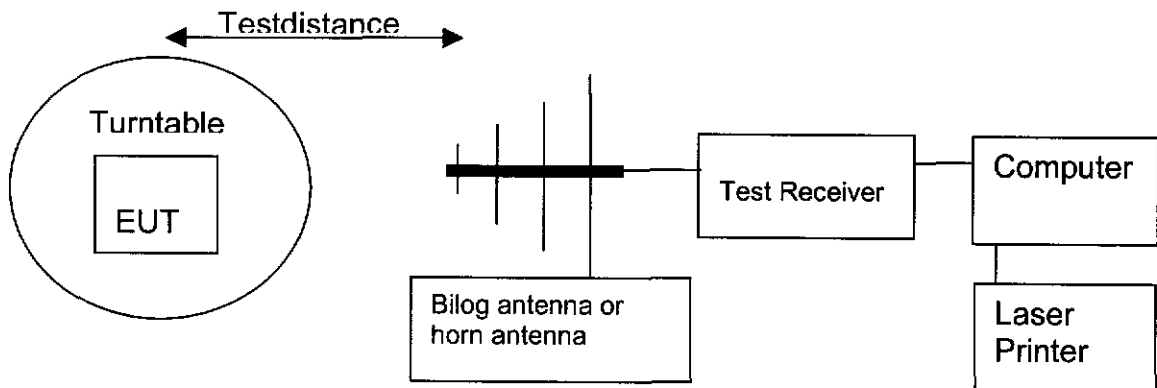 Testdistance
Turntable
EUT
Test Receiver
Computer
Bilog antenna or
horn antenna
Laser
Printer